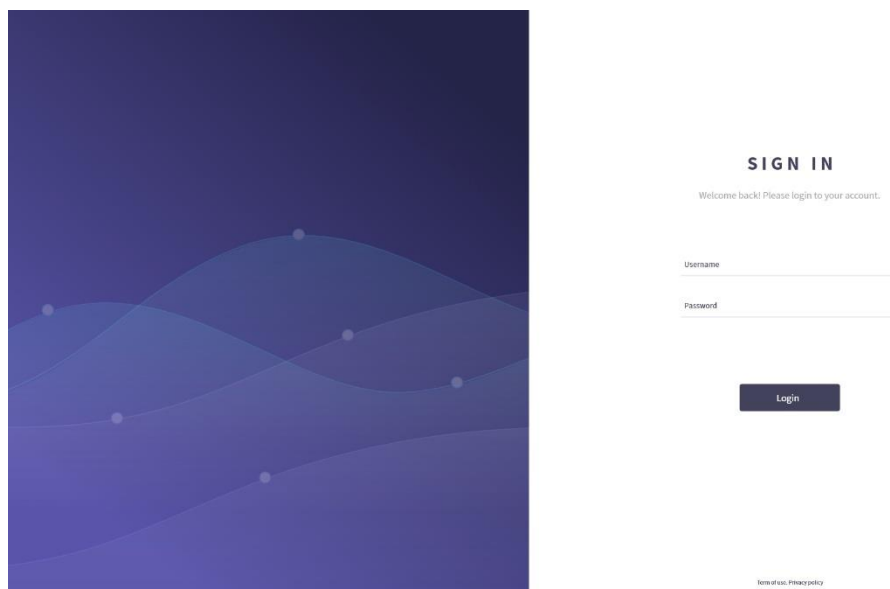 SIGN IN
Welcome back! Please login to your account.
Username
Password
Login
Term of use. Privacy policy